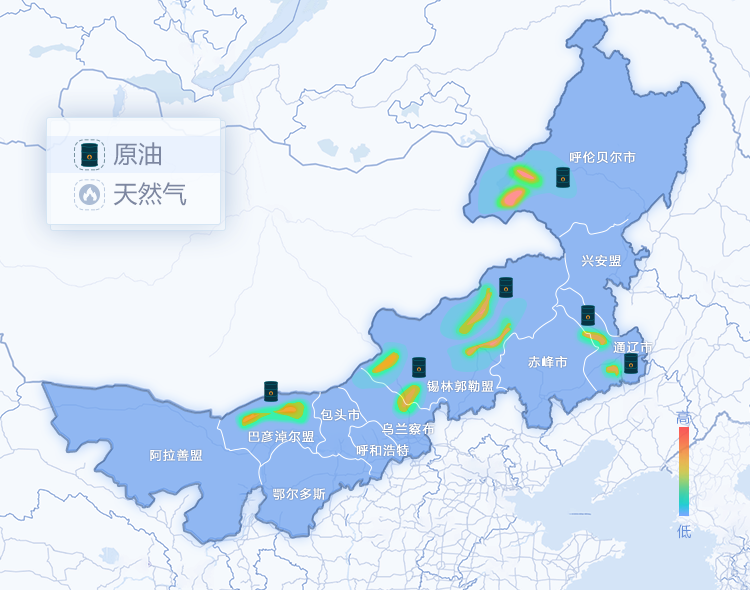 原油
天然气
呼伦贝尔市
兴安盟
通辽市
赤峰市
锡林郭勒盟
包头市
乌兰察布
巴彦淖尔盟
呼和浩特
阿拉善盟
鄂尔多斯
高
低